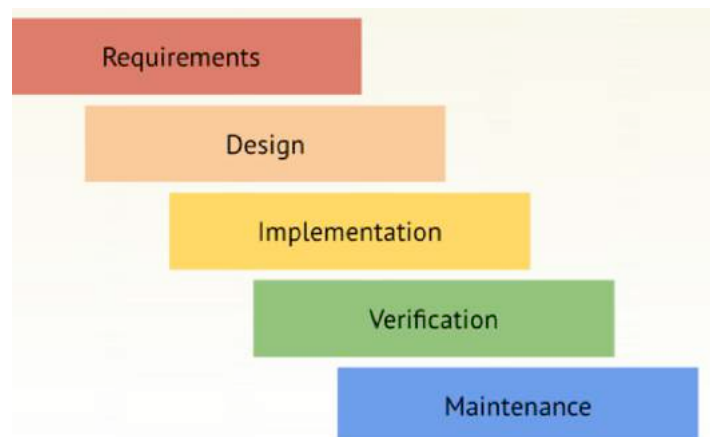 Requirements
Design
Implementation
Verification
Maintenance